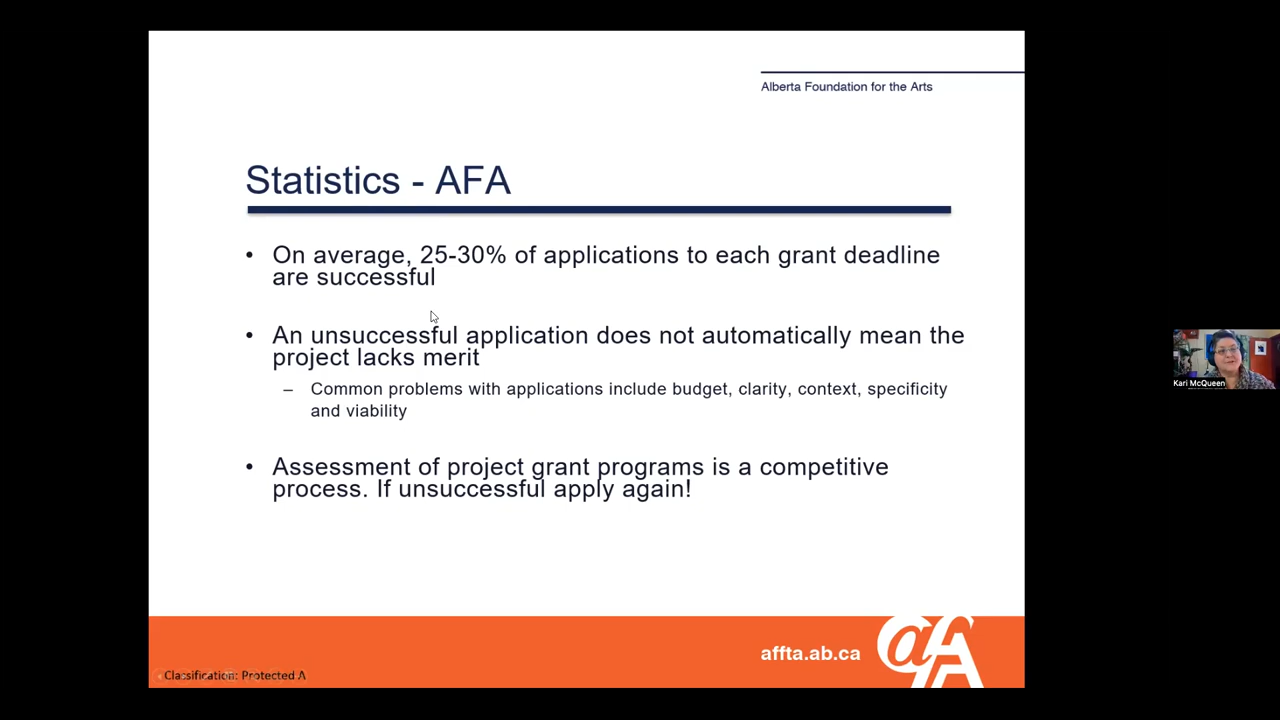 Alberta Foundation for the Arts
Statistics - AFA
• On average, 25-30% of applications to each grant deadline
are successful
• An unsuccessful application does not automatically mean the
project lacks merit
– Common problems with applications include budget, clarity, context, specificity
and viability
• Assessment of project grant programs is a competitive
process. If unsuccessful apply again!
Kari McQueen
affta.ab.ca
afA
Classification: Protected A